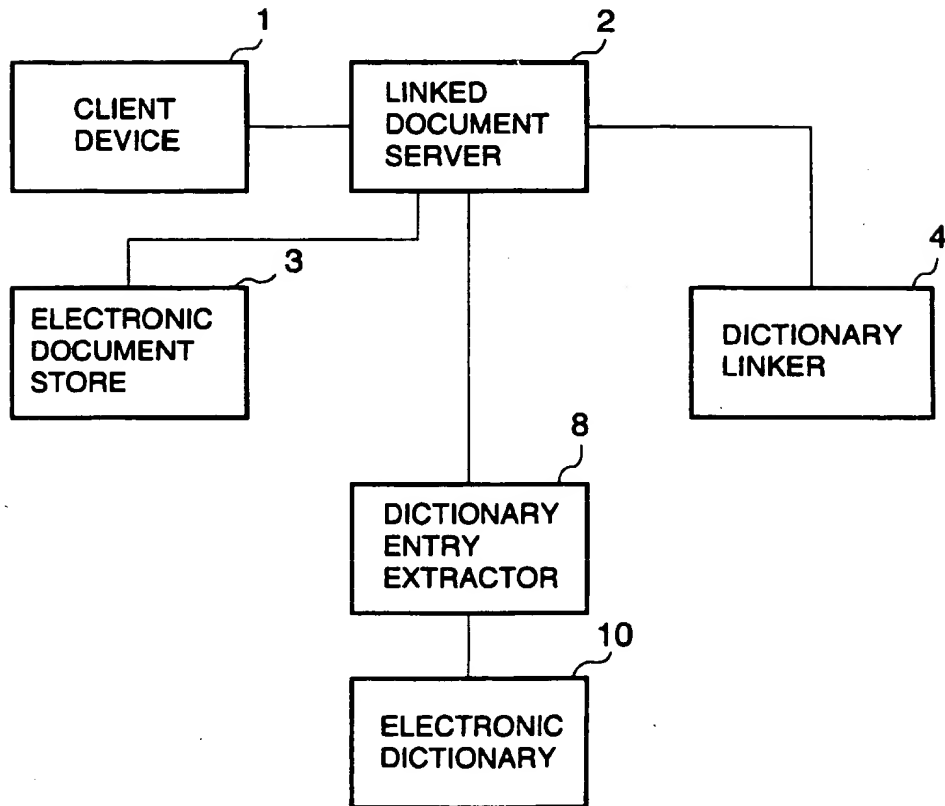 1
CLIENT
DEVICE
2
LINKED
DOCUMENT
SERVER
3
ELECTRONIC
DOCUMENT
STORE
4
DICTIONARY
LINKER
8
DICTIONARY
ENTRY
EXTRACTOR
10
ELECTRONIC
DICTIONARY